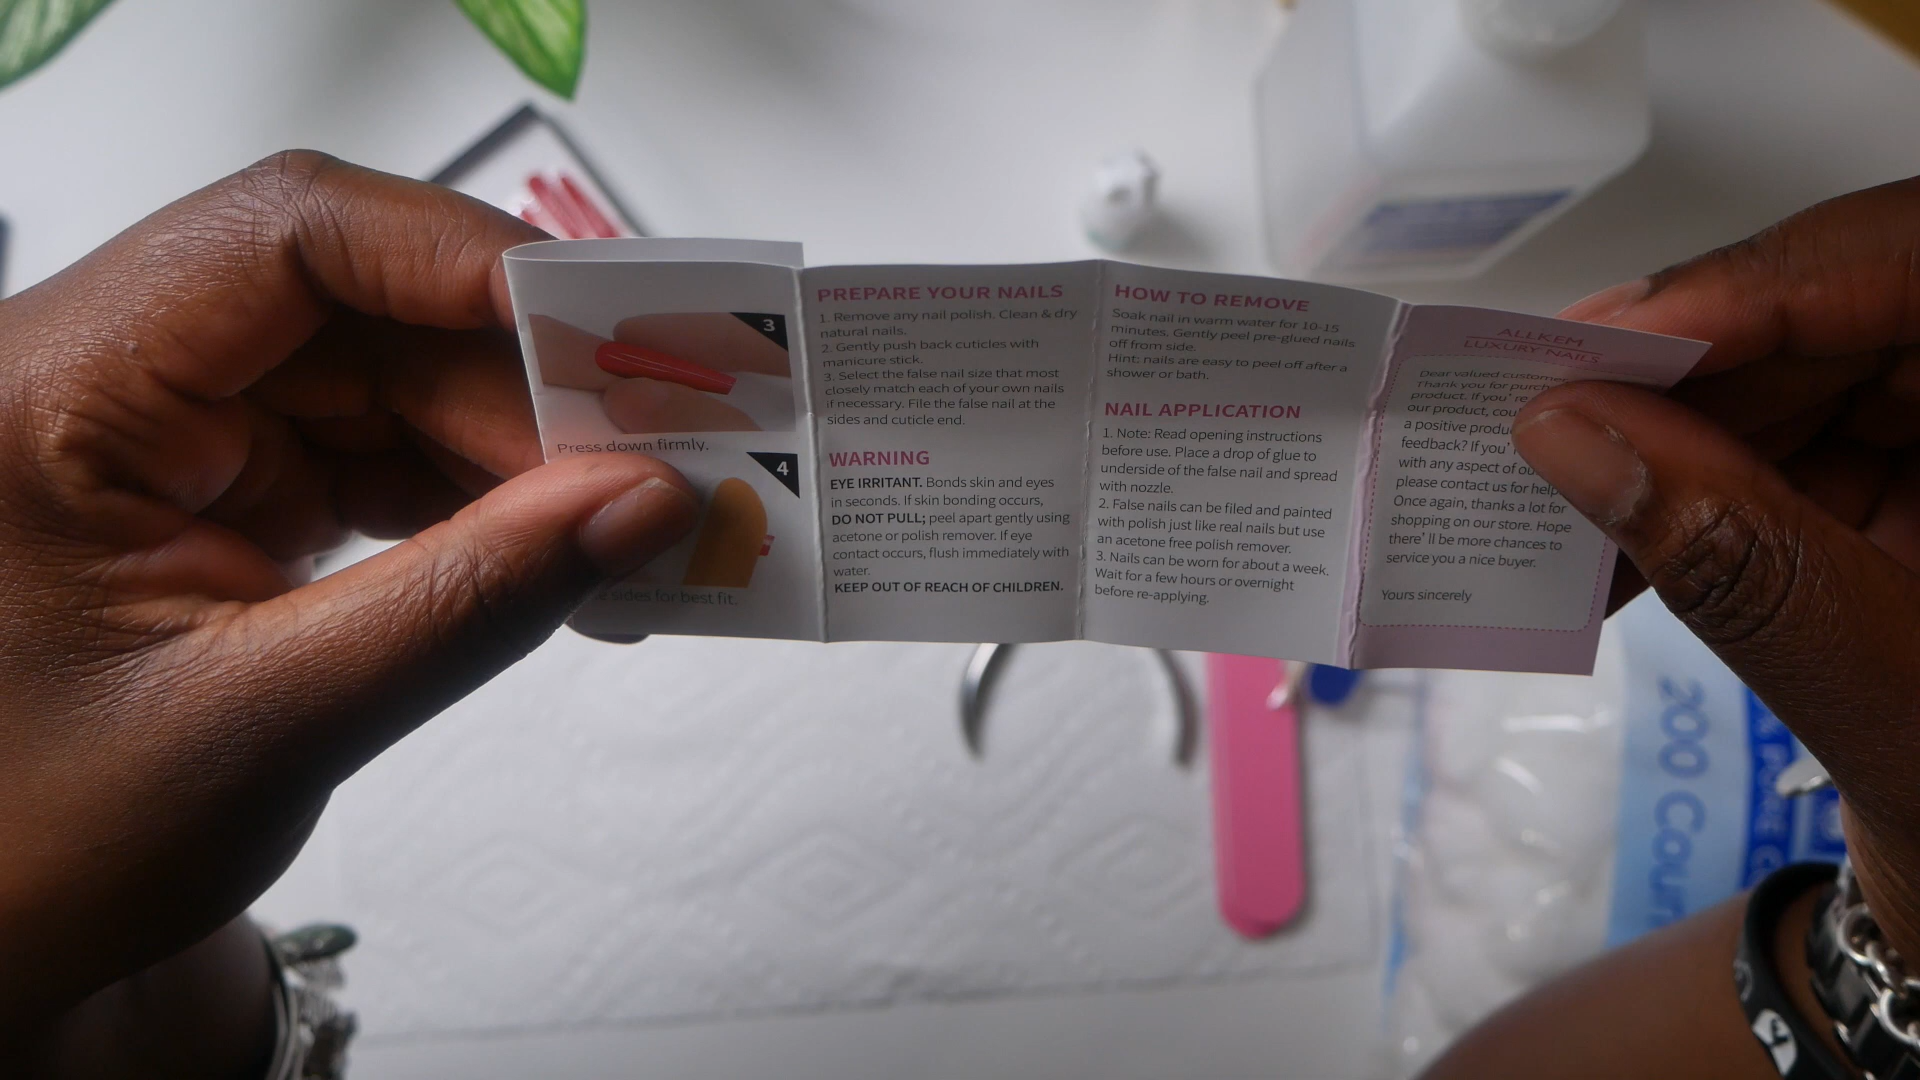 3
Press down firmly.
4
sides for best fit.
PREPARE YOUR NAILS
1. Remove any nail polish. Clean & dry
natural nails.
2. Gently push back cuticles with
manicure stick.
3. Select the false nail size that most
closely match each of your own nails
if necessary. File the false nail at the
sides and cuticle end.
WARNING
EYE IRRITANT. Bonds skin and eyes
in seconds. If skin bonding occurs,
DO NOT PULL; peel apart gently using
acetone or polish remover. If eye
contact occurs, flush immediately with
water.
KEEP OUT OF REACH OF CHILDREN.
HOW TO REMOVE
Soak nail in warm water for 10-15
minutes. Gently peel pre-glued nails
off from side.
Hint: nails are easy to peel off after a
shower or bath.
NAIL APPLICATION
1. Note: Read opening instructions
before use. Place a drop of glue to
underside of the false nail and spread
with nozzle.
2. False nails can be filed and painted
with polish just like real nails but use
an acetone free polish remover.
3. Nails can be worn for about a week.
Wait for a few hours or overnight
before re-applying.
ALLKEM
LUXURY NAILS
Dear valued customer
Thank you for purch
product. If you're
our product, cou
a positive produ
feedback? If you'
with any aspect of ou
please contact us for help
Once again, thanks a lot for
shopping on our store. Hope
there'll be more chances to
service you a nice buyer.
Yours sincerely
200 Coun
% PURE CO